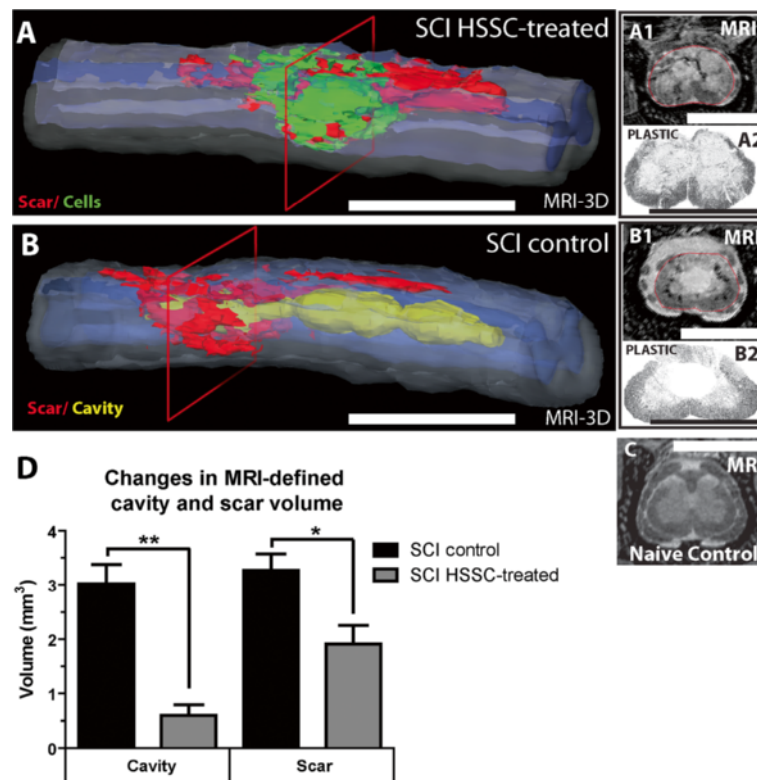 A
SCI HSSC-treated
Scar/ Cells
MRI-3D
A1
MRI
PLASTIC
A2
B
SCI control
Scar/ Cavity
MRI-3D
B1
MRI
PLASTIC
B2
C
MR
Naive Control
D
Changes in MRI-defined
cavity and scar volume
4
3
2
1
0
Volume (mm³)
**
*
SCI control
SCI HSSC-treated
Cavity
Scar